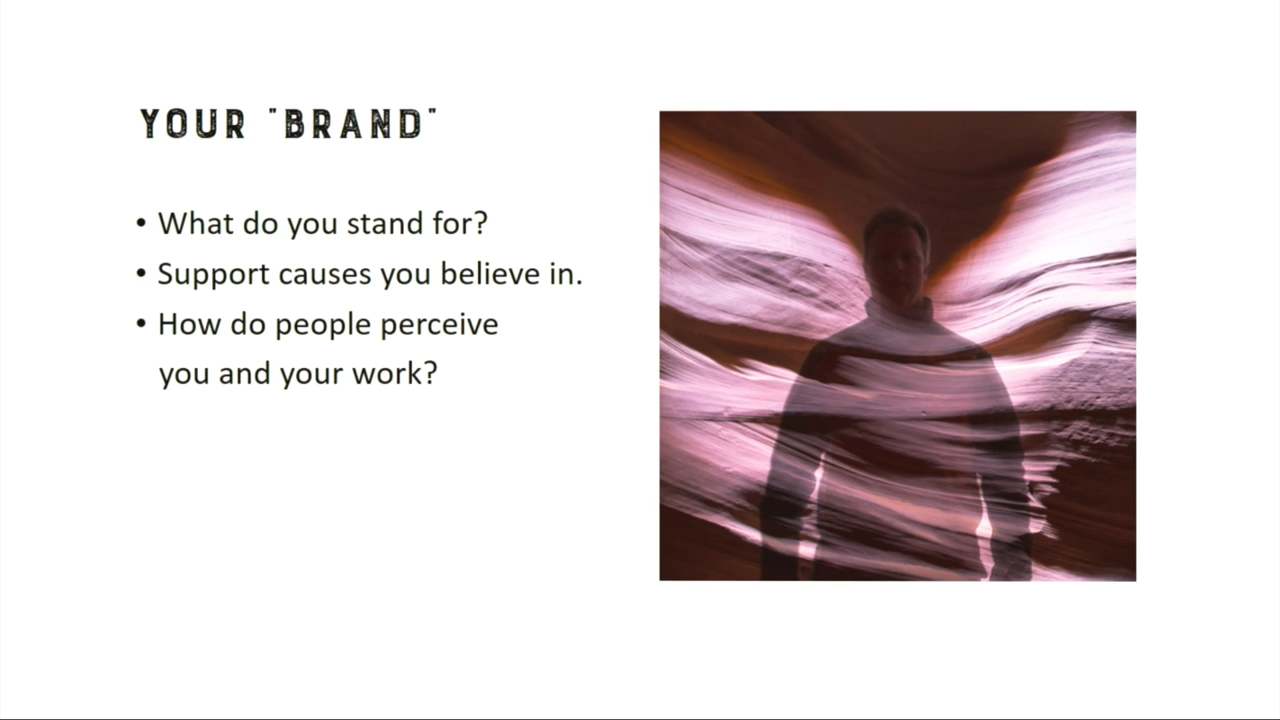 YOUR "BRAND"
• What do you stand for?
• Support causes you believe in.
• How do people perceive
you and your work?